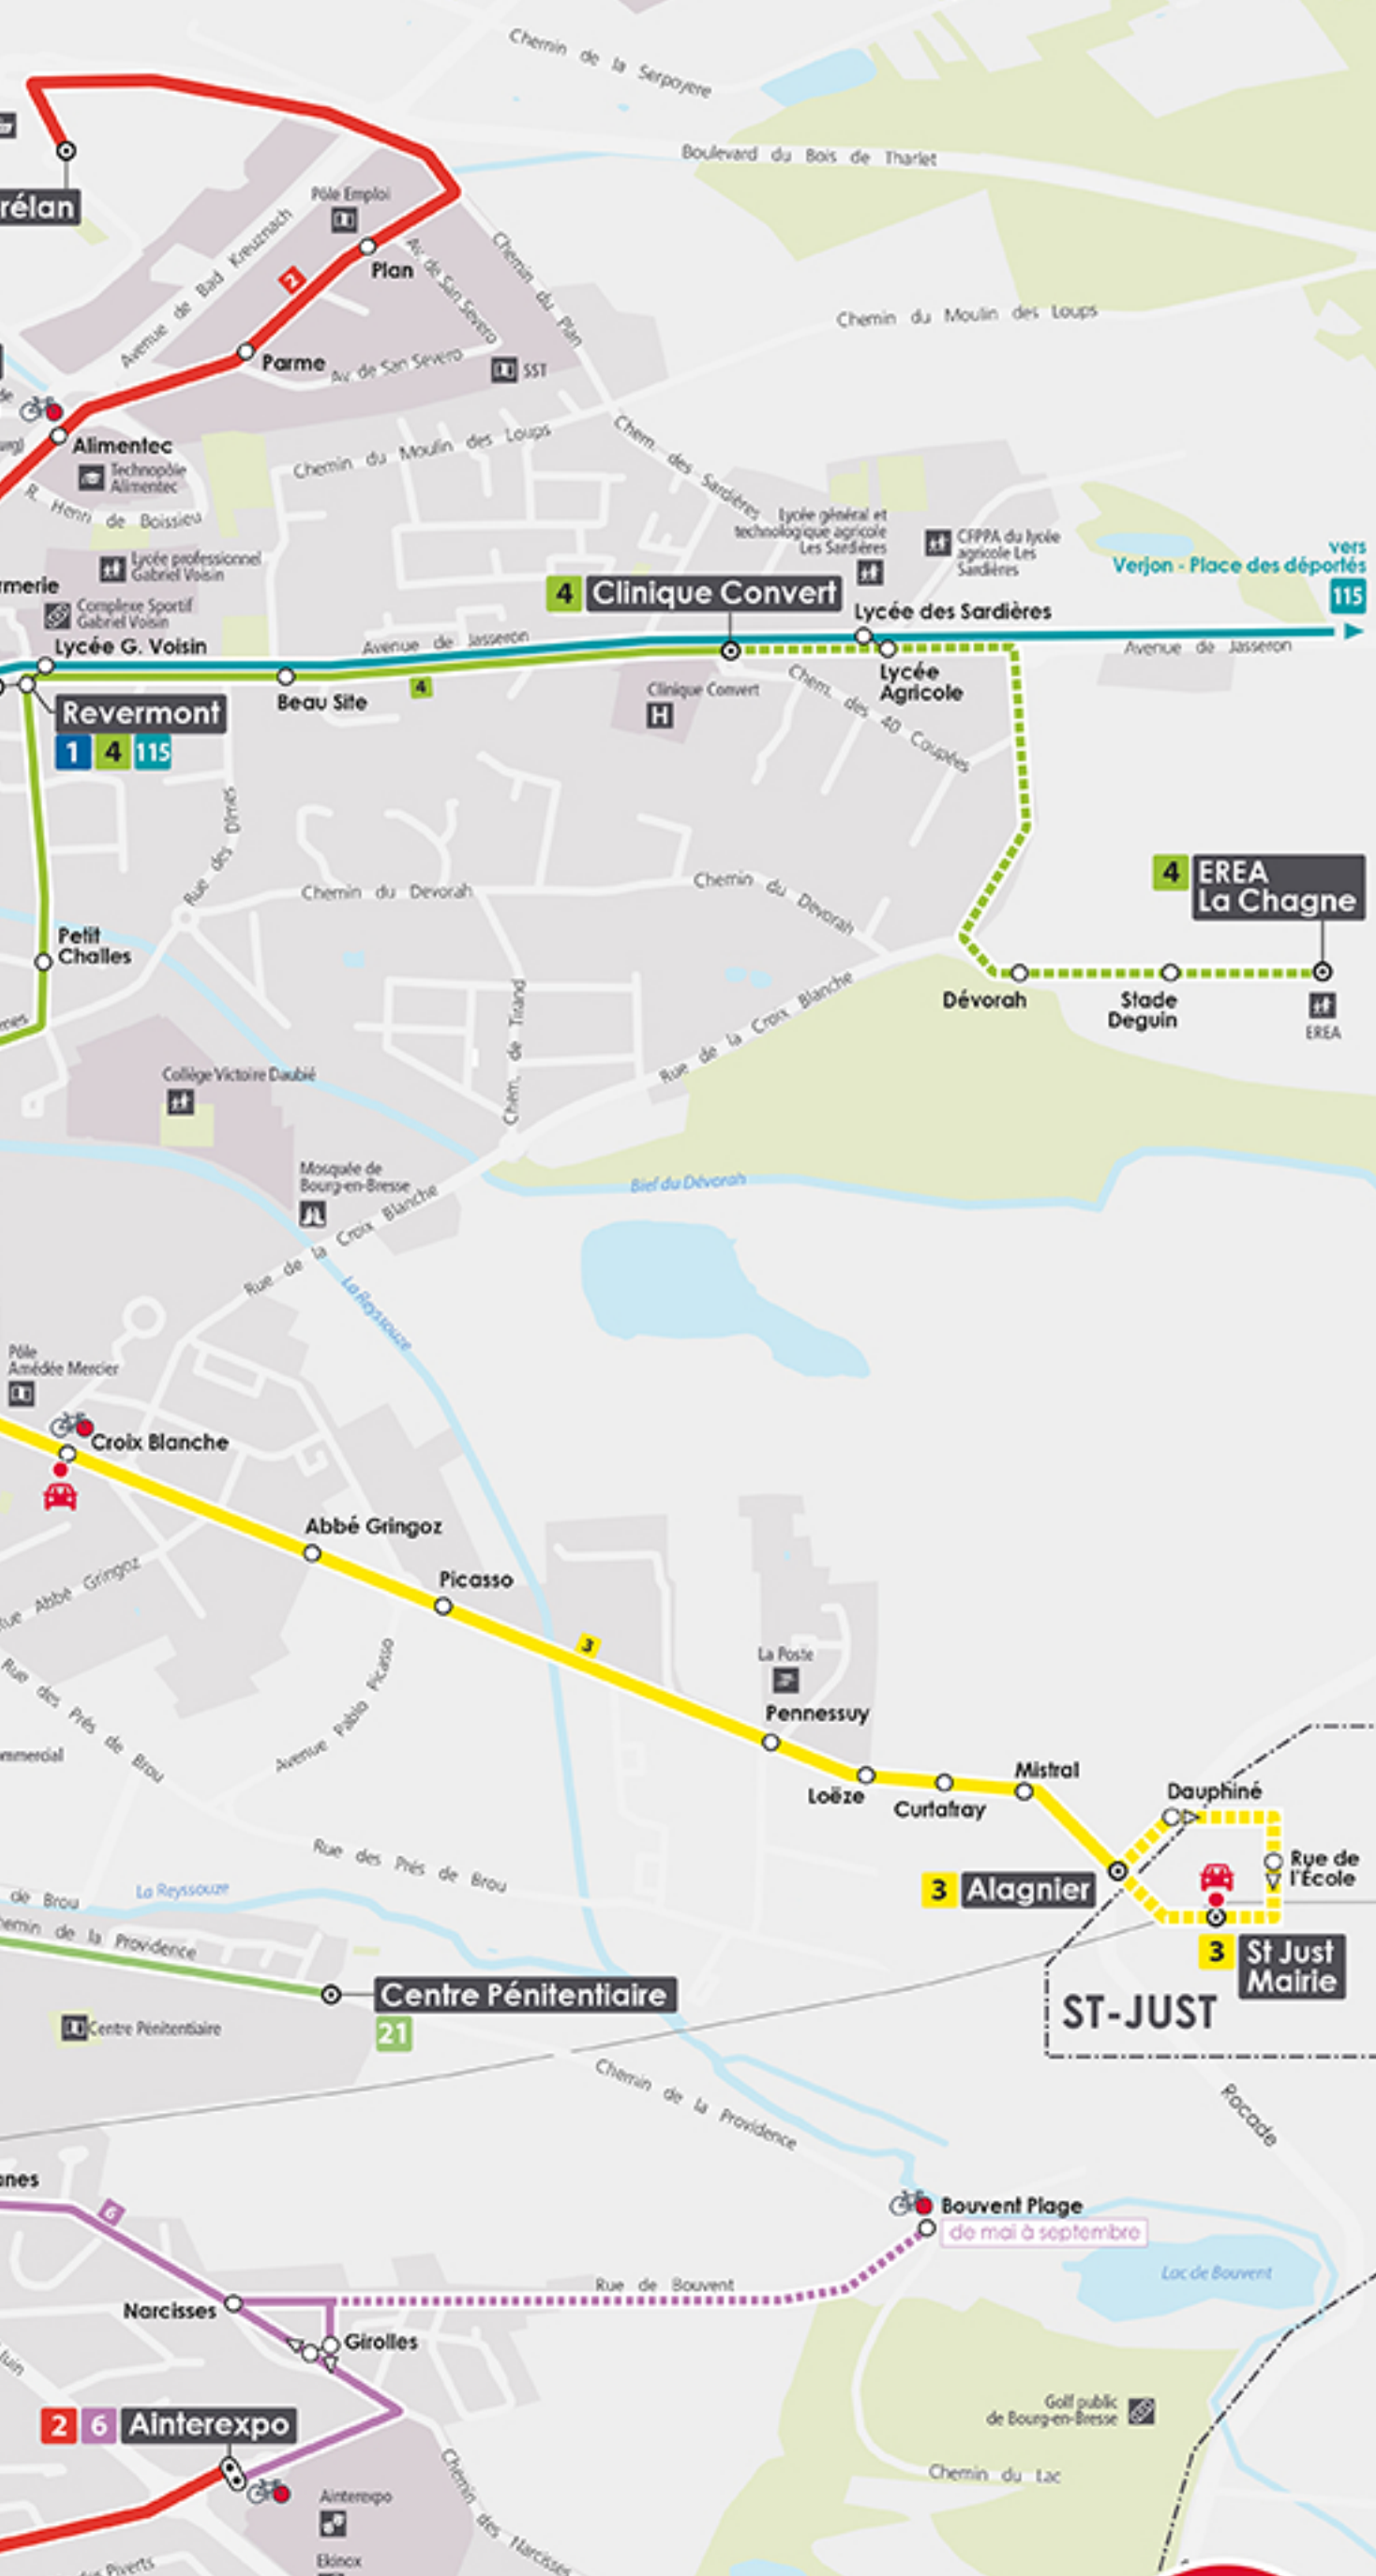 Chemin de la Serpoyere
Boulevard du Bois de Tharlet
rélan
Pôle Emploi
Avenue de Bad Kreuznach
2
Plan
Av. de San Severo
Chemin du Plan
Chemin du Moulin des Loups
Parme
Av. de San Severo
SST
Alimentec
Technopôle
Alimentec
Chemin du Moulin des Loups
Chem. des Sardières
R. Henri de Boissieu
Lycée général et
technologique agricole
Les Sardières
CFPPA du lycée
agricole Les
Sardières
vers
Verjon - Place des déportés
115
Lycée professionnel
Gabriel Voisin
rmerie
Complexe Sportif
Gabriel Voisin
4 Clinique Convert
Lycée des Sardières
Lycée G. Voisin
Avenue de Jasseron
Avenue de Jasseron
Beau Site
4
Clinique Convert
H
Lycée
Agricole
Chem. des 40 Coupées
Revermont
1 4 115
Rue des Dîmes
4 EREA
La Chagne
Chemin du Devorah
Chemin du Devorah
Petit
Challes
mes
Dévorah
Stade
Deguin
EREA
Chem. de Tirand
Rue de la Croix Blanche
Collège Victoire Daubié
Mosquée de
Bourg-en-Bresse
Bief du Dévorah
Rue de la Croix Blanche
La Reyssouze
Pôle
Amédée Mercier
Croix Blanche
Abbé Gringoz
Picasso
ue Abbé Gringoz
3
Rue des Prés de Brou
Avenue Pablo Picasso
La Poste
Pennessuy
mmercial
Loëze
Curtafray
Mistral
Dauphiné
Rue de
l'École
Rue des Prés de Brou
3 Alagnier
de Brou
La Reyssouze
emin de la Providence
3 St Just
Mairie
Centre Pénitentiaire
21
Centre Pénitentiaire
ST-JUST
Chemin de la Providence
Rocade
nes
6
Bouvent Plage
de mai à septembre
Lac de Bouvent
Rue de Bouvent
Narcisses
Girolles
uin
2 6 Ainterexpo
Golf public
de Bourg-en-Bresse
Chemin du Lac
Chemin des Narcisses
Ainterexpo
Ekinox
Piverts